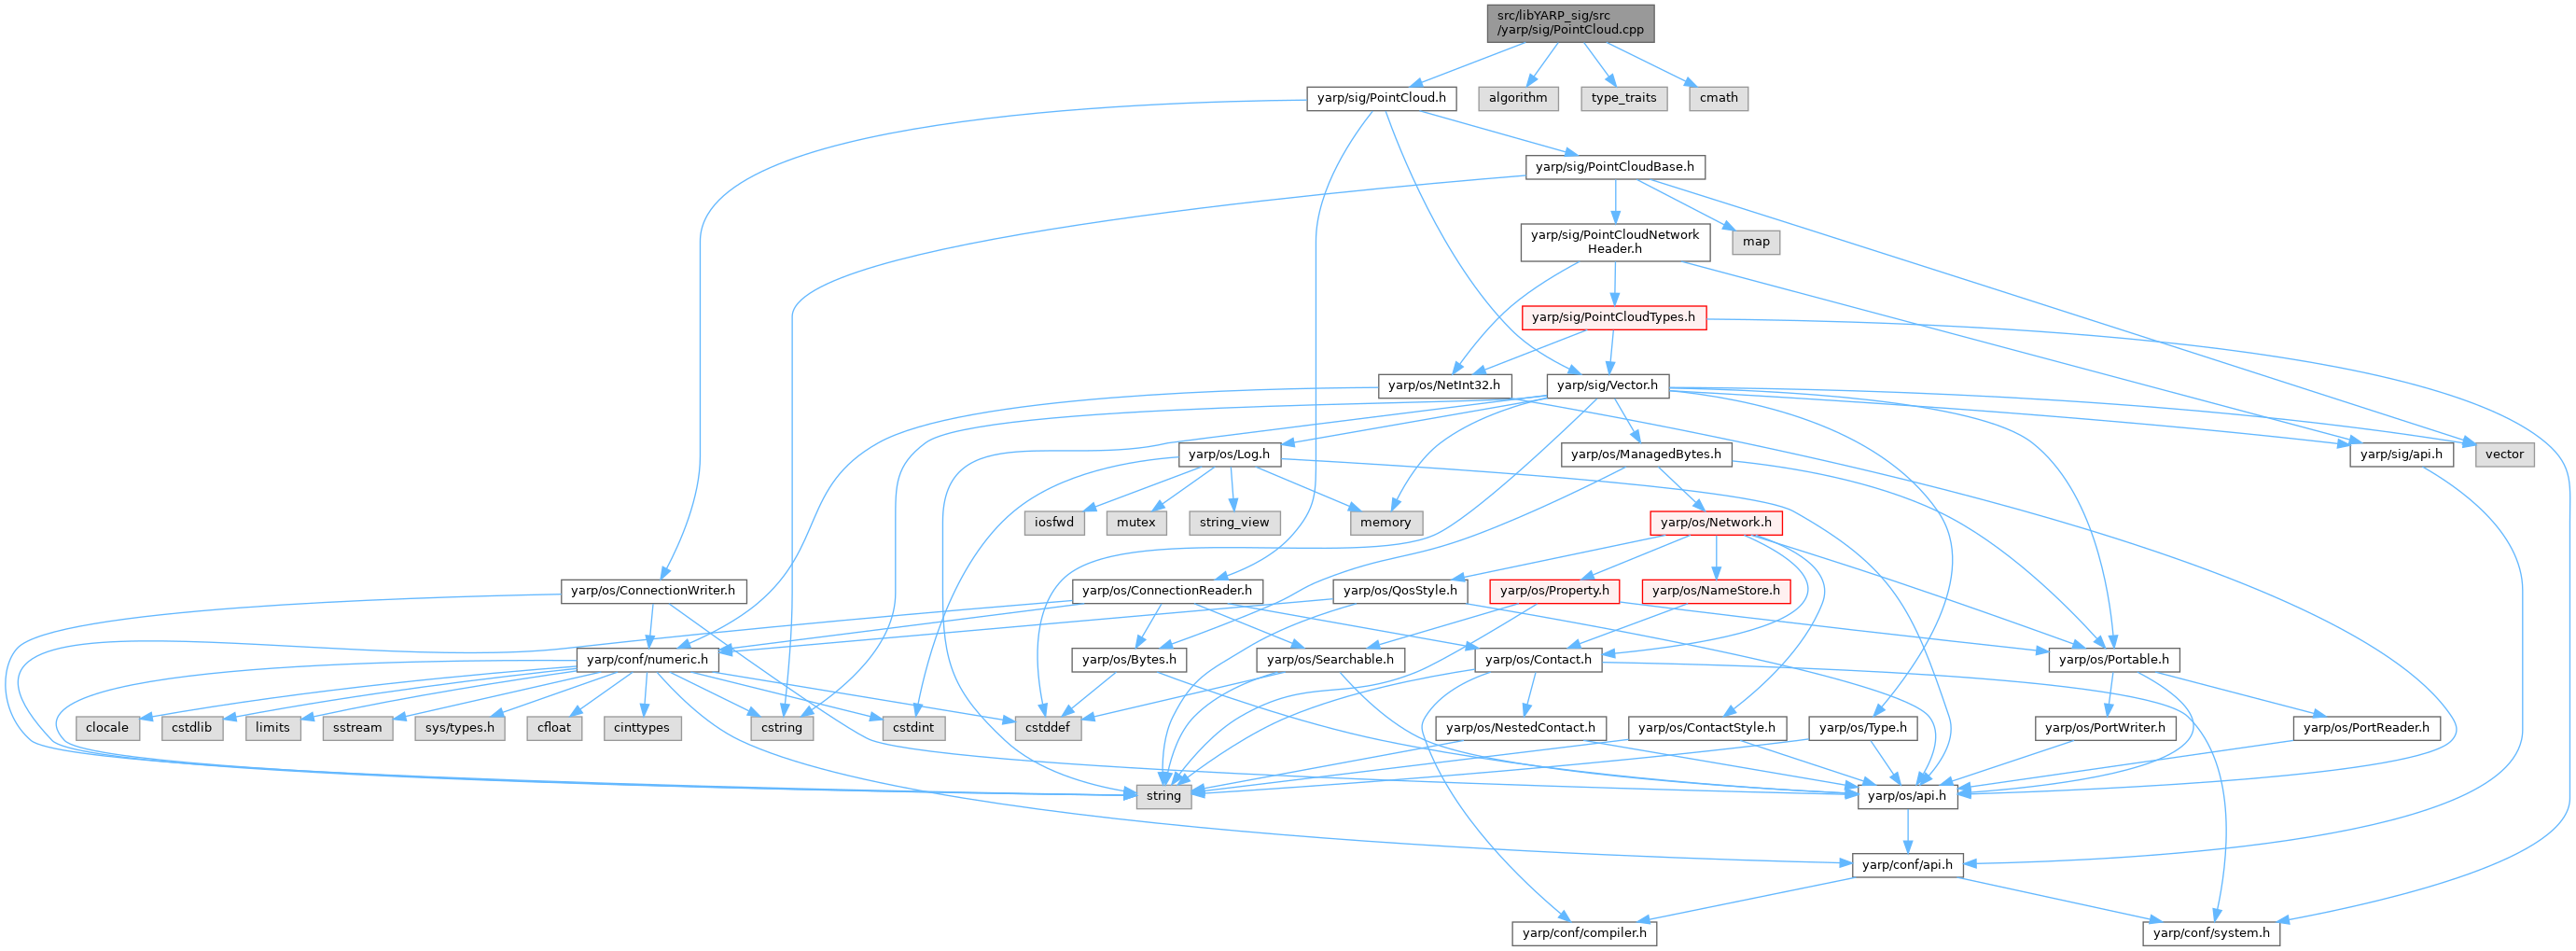 src/libYARP_sig/src
/yarp/sig/PointCloud.cpp
yarp/sig/PointCloud.h
algorithm
type_traits
cmath
yarp/sig/PointCloudBase.h
yarp/sig/PointCloudNetwork
Header.h
map
yarp/sig/PointCloudTypes.h
yarp/os/NetInt32.h
yarp/sig/Vector.h
yarp/os/Log.h
yarp/os/ManagedBytes.h
yarp/sig/api.h
vector
iosfwd
mutex
string_view
memory
yarp/os/Network.h
yarp/os/ConnectionWriter.h
yarp/os/ConnectionReader.h
yarp/os/QosStyle.h
yarp/os/Property.h
yarp/os/NameStore.h
yarp/conf/numeric.h
yarp/os/Bytes.h
yarp/os/Searchable.h
yarp/os/Contact.h
yarp/os/Portable.h
clocale
cstdlib
limits
sstream
sys/types.h
cfloat
cinttypes
cstring
cstdint
cstddef
yarp/os/NestedContact.h
yarp/os/ContactStyle.h
yarp/os/Type.h
yarp/os/PortWriter.h
yarp/os/PortReader.h
string
yarp/os/api.h
yarp/conf/api.h
yarp/conf/compiler.h
yarp/conf/system.h